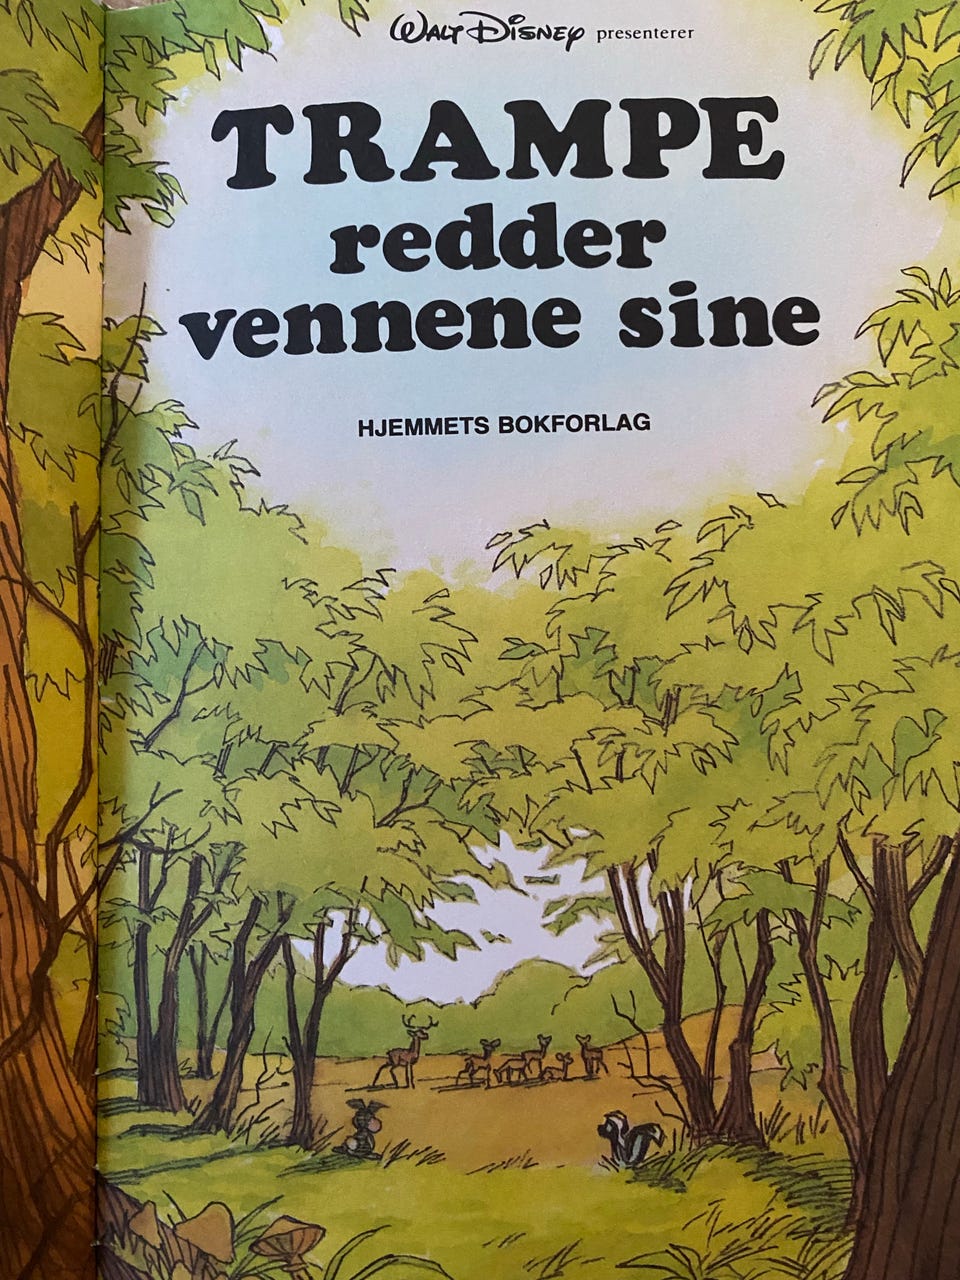 WALT DISNEY presenterer
TRAMPE
redder
vennene sine
HJEMMETS BOKFORLAG